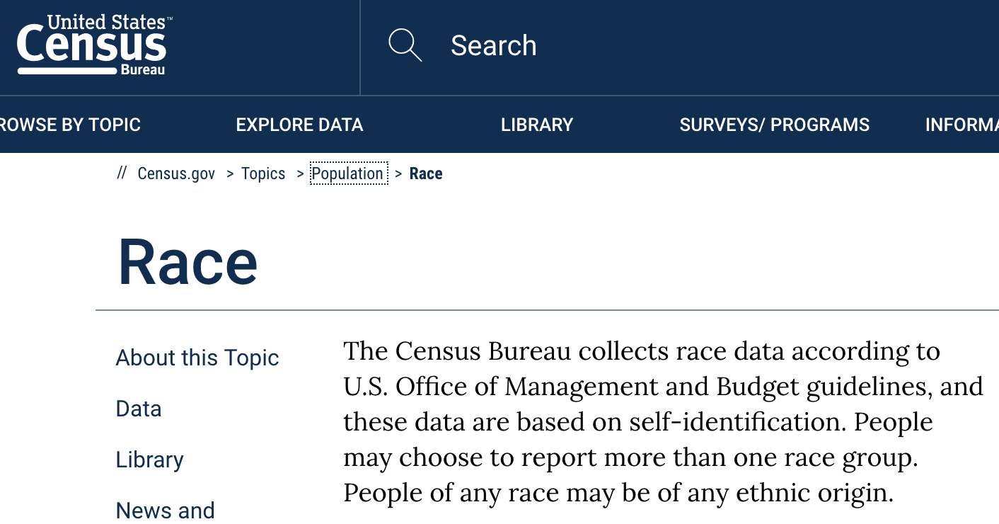 United States™
Census
Bureau
Search
ROWSE BY TOPIC
EXPLORE DATA
LIBRARY
SURVEYS/ PROGRAMS
INFORMA
// Census.gov > Topics > Population > Race
Race
About this Topic
Data
Library
News and
The Census Bureau collects race data according to
U.S. Office of Management and Budget guidelines, and
these data are based on self-identification. People
may choose to report more than one race group.
People of any race may be of any ethnic origin.